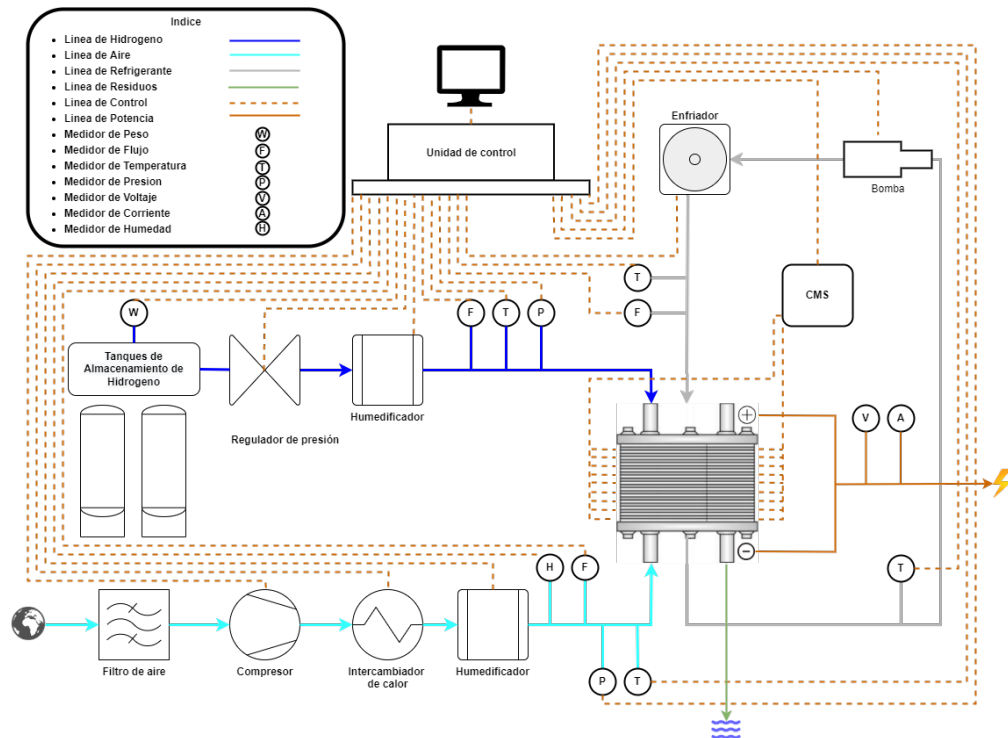 Indice
Linea de Hidrogeno
Linea de Aire
Linea de Refrigerante
Linea de Residuos
Linea de Control
Linea de Potencia
Medidor de Peso W
Medidor de Flujo F
Medidor de Temperatura T
Medidor de Presion P
Medidor de Voltaje V
Medidor de Corriente A
Medidor de Humedad H
Unidad de control
Enfriador
Bomba
T
F
CMS
W
F T P
Tanques de
Almacenamiento de
Hidrogeno
Regulador de presión
Humedificador
+
V A
−
H F
T
Filtro de aire
Compresor
Intercambiador
de calor
Humedificador
P T